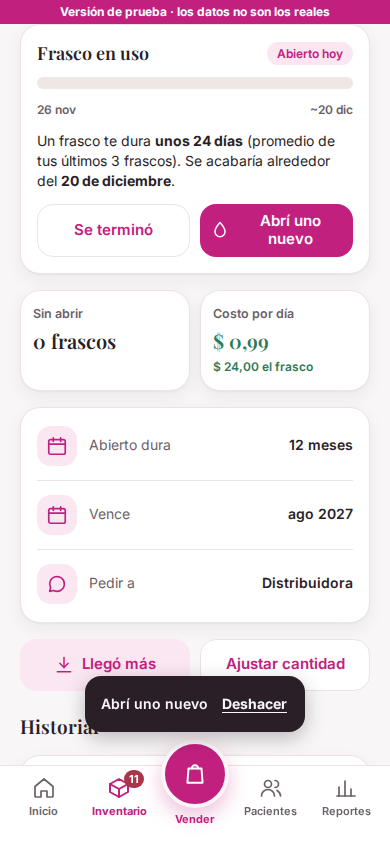 Versión de prueba · los datos no son los reales
Frasco en uso
Abierto hoy
26 nov
~20 dic
Un frasco te dura unos 24 días (promedio de
tus últimos 3 frascos). Se acabaría alrededor
del 20 de diciembre.
Se terminó
Abrí uno
nuevo
Sin abrir
0 frascos
Costo por día
$ 0,99
$ 24,00 el frasco
Abierto dura
12 meses
Vence
ago 2027
Pedir a
Distribuidora
Llegó más
Ajustar cantidad
Abrí uno nuevo
Deshacer
Historial
11
Inicio
Inventario
Vender
Pacientes
Reportes